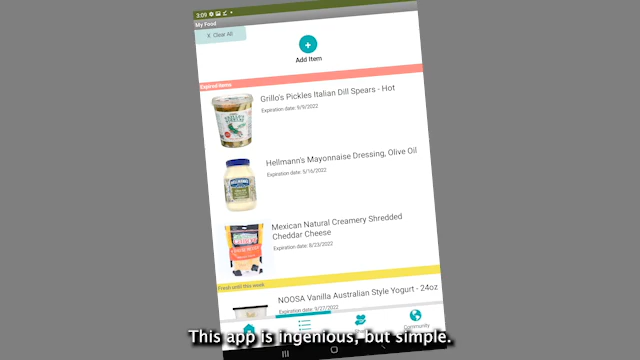 3:09
My Food
X Clear All
+
Add Item
Expired Items
Grillo's Pickles Italian Dill Spears - Hot
Expiration date: 9/9/2022
Hellmann's Mayonnaise Dressing, Olive Oil
Expiration date: 5/16/2022
Mexican Natural Creamery Shredded
Cheddar Cheese
Expiration date: 8/23/2022
Fresh until this week
NOOSA Vanilla Australian Style Yogurt - 24oz
Community
This app is ingenious, but simple.